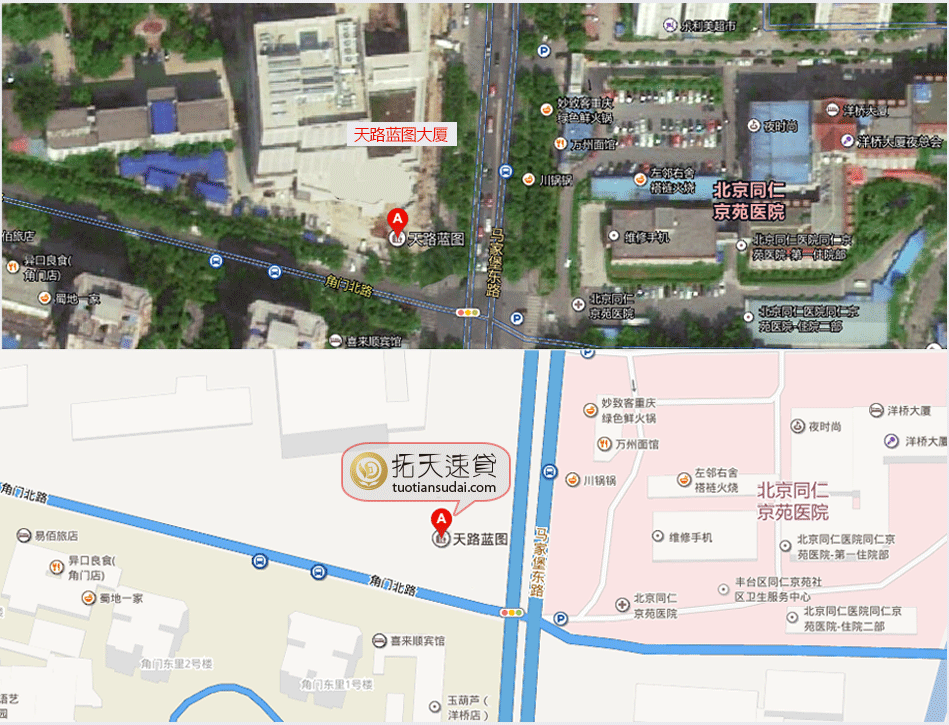 永利美超市
妙致客重庆
绿色鲜火锅
万州面馆
夜时尚
洋桥大厦
洋桥大厦夜总会
天路蓝图大厦
川锅锅
左邻右舍
褡裢火烧
北京同仁
京苑医院
天路蓝图
维修手机
北京同仁医院同仁京
苑医院-第一住院部
马家堡东路
佰旅店
异口良食(
角门店)
蜀地一家
角门北路
北京同仁
京苑医院
北京同仁医院同仁京
苑医院-住院二部
喜来顺宾馆
妙致客重庆
绿色鲜火锅
万州面馆
夜时尚
洋桥大厦
洋桥大厦
拓天速貸
tuotiansudai.com
川锅锅
左邻右舍
褡裢火烧
北京同仁
京苑医院
角门北路
A
天路蓝图
马家堡东路
维修手机
北京同仁医院同仁京
苑医院-第一住院部
易佰旅店
异口良食(
角门店)
蜀地一家
角门北路
丰台区同仁京苑社
区卫生服务中心
北京同仁
京苑医院
北京同仁医院同仁京
苑医院-住院二部
喜来顺宾馆
角门东里2号楼
角门东里1号楼
玉葫芦(
洋桥店)
语艺
园